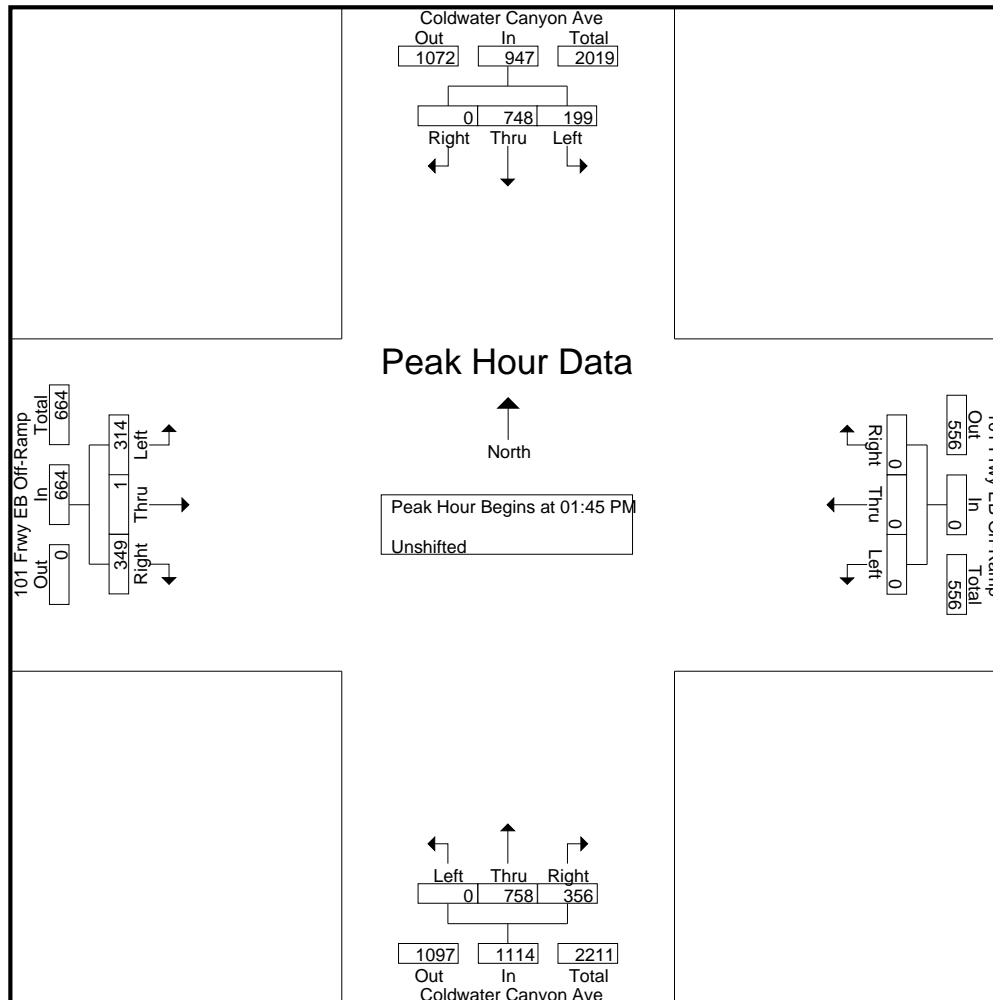 Coldwater Canyon Ave
Out In Total
1072 947 2019
0 748 199
Right Thru Left
Peak Hour Data
North
Peak Hour Begins at 01:45 PM
Unshifted
101 Frwy EB Off-Ramp
Out In Total
0 664 664
349 1 314
Right Thru Left
Out In Total
556 0 556
Right Thru Left
0 0 0
Left Thru Right
0 758 356
1097 1114 2211
Out In Total
Coldwater Canyon Ave